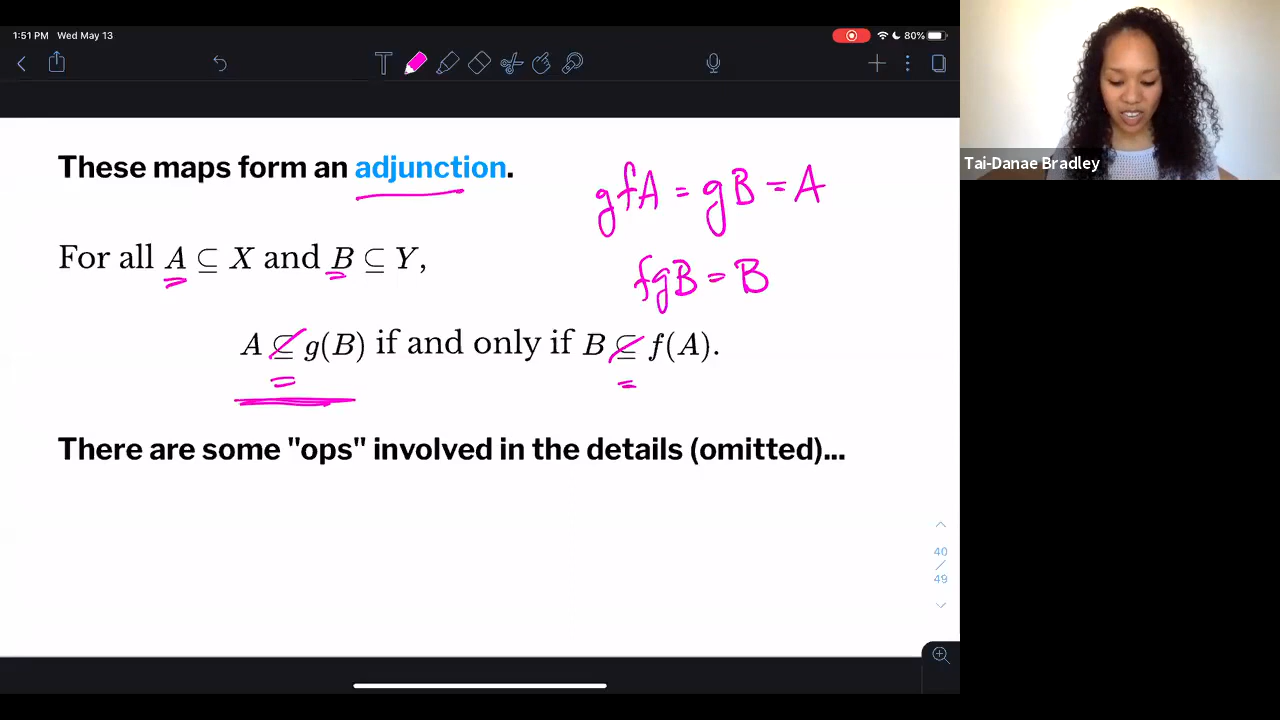 1:51 PM Wed May 13
80%
T
Tai-Danae Bradley
These maps form an adjunction.
gfA = gB = A
For all A ⊆ X and B ⊆ Y,
fgB = B
A ⊆ g(B) if and only if B ⊆ f(A).
= =
There are some "ops" involved in the details (omitted)...
40
/
49